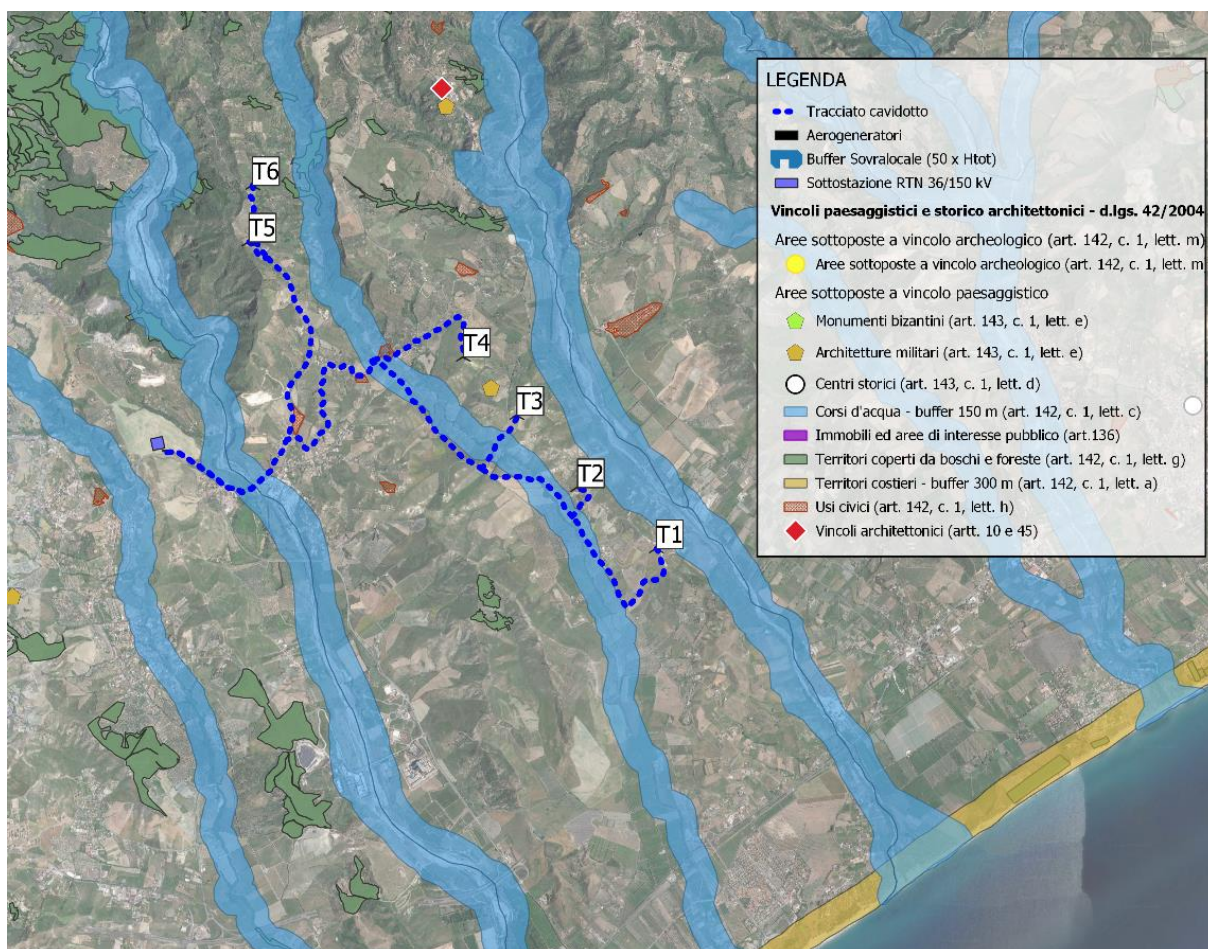 LEGENDA
Tracciato cavidotto
Aerogeneratori
Buffer Sovralocale (50 x Htot)
Sottostazione RTN 36/150 kV
Vincoli paesaggistici e storico architettonici - d.lgs. 42/2004
Aree sottoposte a vincolo archeologico (art. 142, c. 1, lett. m)
Aree sottoposte a vincolo archeologico (art. 142, c. 1, lett. m
Aree sottoposte a vincolo paesaggistico
Monumenti bizantini (art. 143, c. 1, lett. e)
Architetture militari (art. 143, c. 1, lett. e)
Centri storici (art. 143, c. 1, lett. d)
Corsi d'acqua - buffer 150 m (art. 142, c. 1, lett. c)
Immobili ed aree di interesse pubblico (art.136)
Territori coperti da boschi e foreste (art. 142, c. 1, lett. g)
Territori costieri - buffer 300 m (art. 142, c. 1, lett. a)
Usi civici (art. 142, c. 1, lett. h)
Vincoli architettonici (artt. 10 e 45)
T6
T5
T4
T3
T2
T1